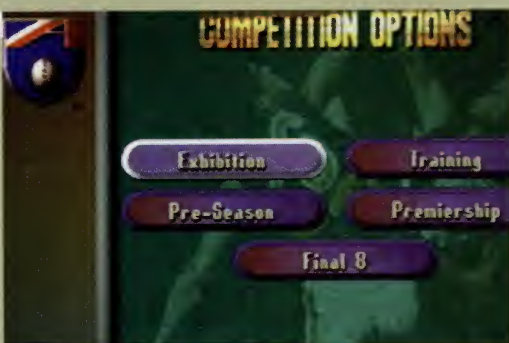 COMPETITION OPTIONS
Exhibition
Training
Pre-Season
Premiership
Final 8